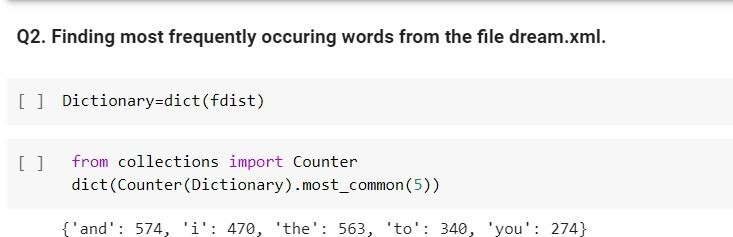 Q2. Finding most frequently occuring words from the file dream.xml.
[ ] Dictionary=dict(fdist)
[ ] from collections import Counter
dict(Counter(Dictionary).most_common(5))
{'and': 574, 'i': 470, 'the': 563, 'to': 340, 'you': 274}